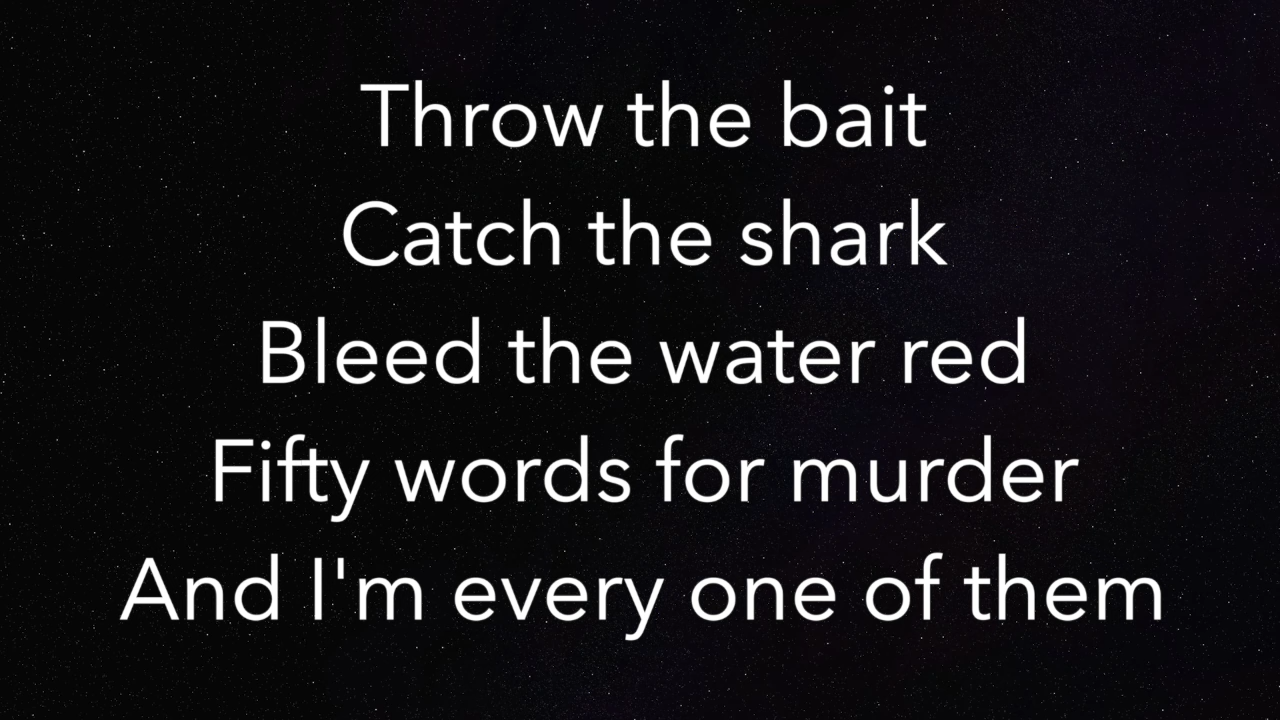 Throw the bait
Catch the shark
Bleed the water red
Fifty words for murder
And I'm every one of them